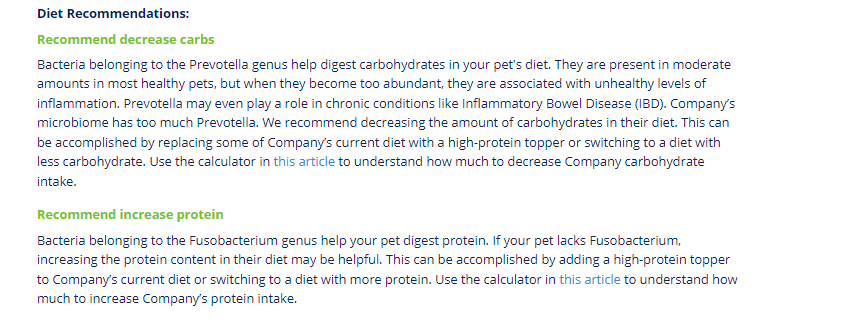 Diet Recommendations:
Recommend decrease carbs
Bacteria belonging to the Prevotella genus help digest carbohydrates in your pet's diet. They are present in moderate
amounts in most healthy pets, but when they become too abundant, they are associated with unhealthy levels of
inflammation. Prevotella may even play a role in chronic conditions like Inflammatory Bowel Disease (IBD). Company's
microbiome has too much Prevotella. We recommend decreasing the amount of carbohydrates in their diet. This can
be accomplished by replacing some of Company's current diet with a high-protein topper or switching to a diet with
less carbohydrate. Use the calculator in this article to understand how much to decrease Company carbohydrate
intake.
Recommend increase protein
Bacteria belonging to the Fusobacterium genus help your pet digest protein. If your pet lacks Fusobacterium,
increasing the protein content in their diet may be helpful. This can be accomplished by adding a high-protein topper
to Company's current diet or switching to a diet with more protein. Use the calculator in this article to understand how
much to increase Company's protein intake.